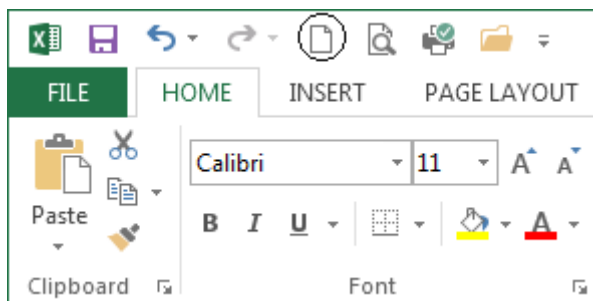 FILE HOME INSERT PAGE LAYOUT
Calibri 11 A A
Paste B I U A
Clipboard Font